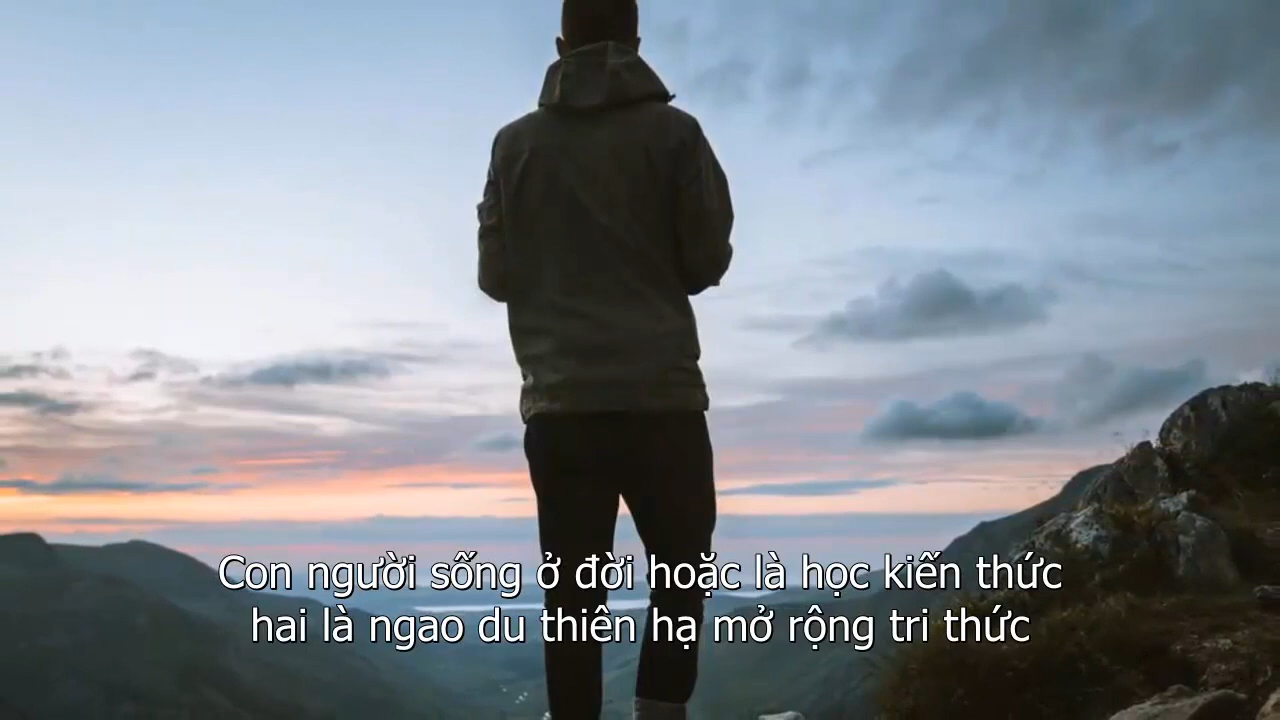 Con người sống ở đời hoặc là học kiến thức
hai là ngao du thiên hạ mở rộng tri thức